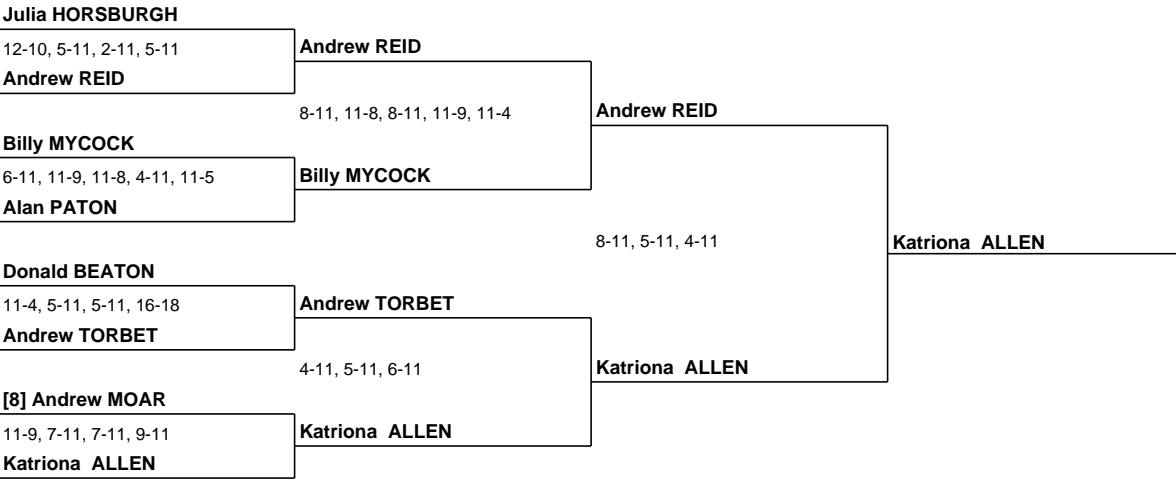 Julia HORSBURGH
12-10, 5-11, 2-11, 5-11
Andrew REID
Andrew REID
8-11, 11-8, 8-11, 11-9, 11-4
Andrew REID
Billy MYCOCK
6-11, 11-9, 11-8, 4-11, 11-5
Billy MYCOCK
Alan PATON
8-11, 5-11, 4-11
Katriona ALLEN
Donald BEATON
11-4, 5-11, 5-11, 16-18
Andrew TORBET
Andrew TORBET
4-11, 5-11, 6-11
Katriona ALLEN
[8] Andrew MOAR
11-9, 7-11, 7-11, 9-11
Katriona ALLEN
Katriona ALLEN